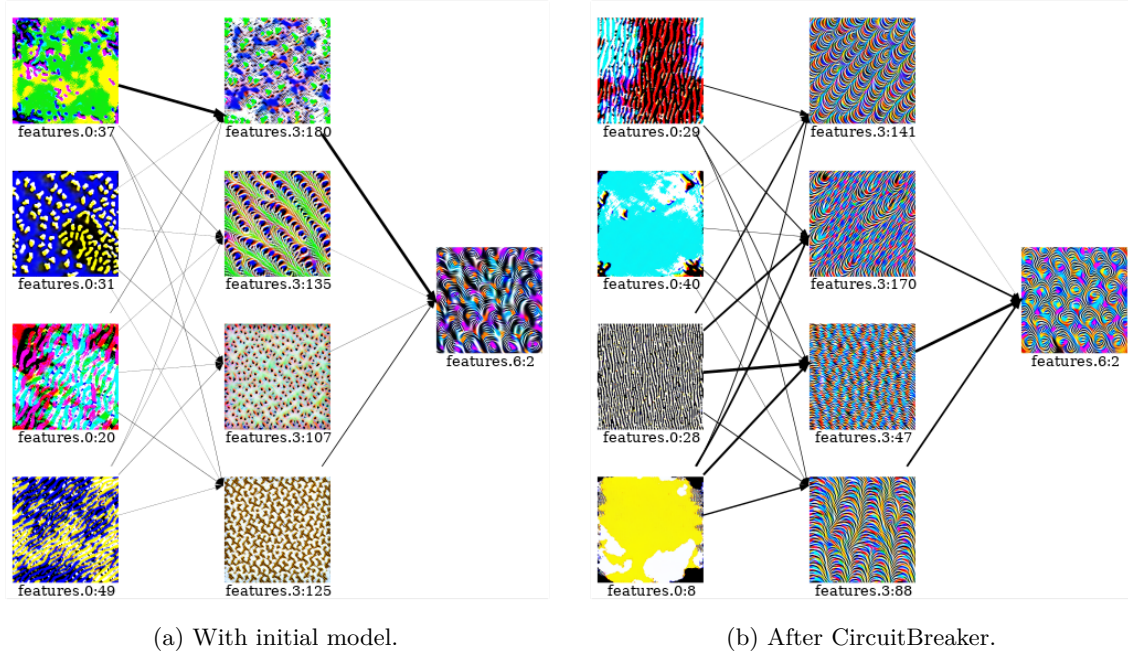 features.0:37
features.3:180
features.0:31
features.3:135
features.6:2
features.0:20
features.3:107
features.0:49
features.3:125
(a) With initial model.
features.0:29
features.3:141
features.0:40
features.3:170
features.6:2
features.0:28
features.3:47
features.0:8
features.3:88
(b) After CircuitBreaker.